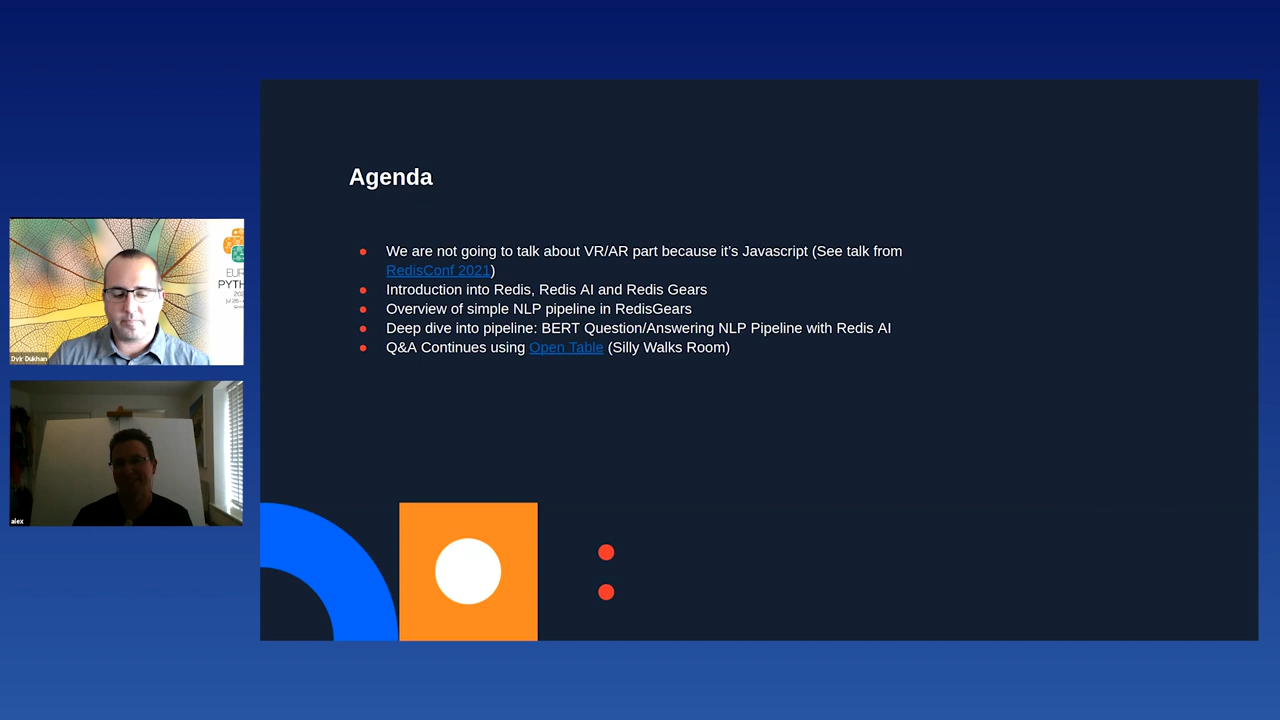 Agenda
We are not going to talk about VR/AR part because it's Javascript (See talk from
RedisConf 2021)
Introduction into Redis, Redis AI and Redis Gears
Overview of simple NLP pipeline in RedisGears
Deep dive into pipeline: BERT Question/Answering NLP Pipeline with Redis AI
Q&A Continues using Open Table (Silly Walks Room)
EUR
PYTH
Dvir Dukhan
alex